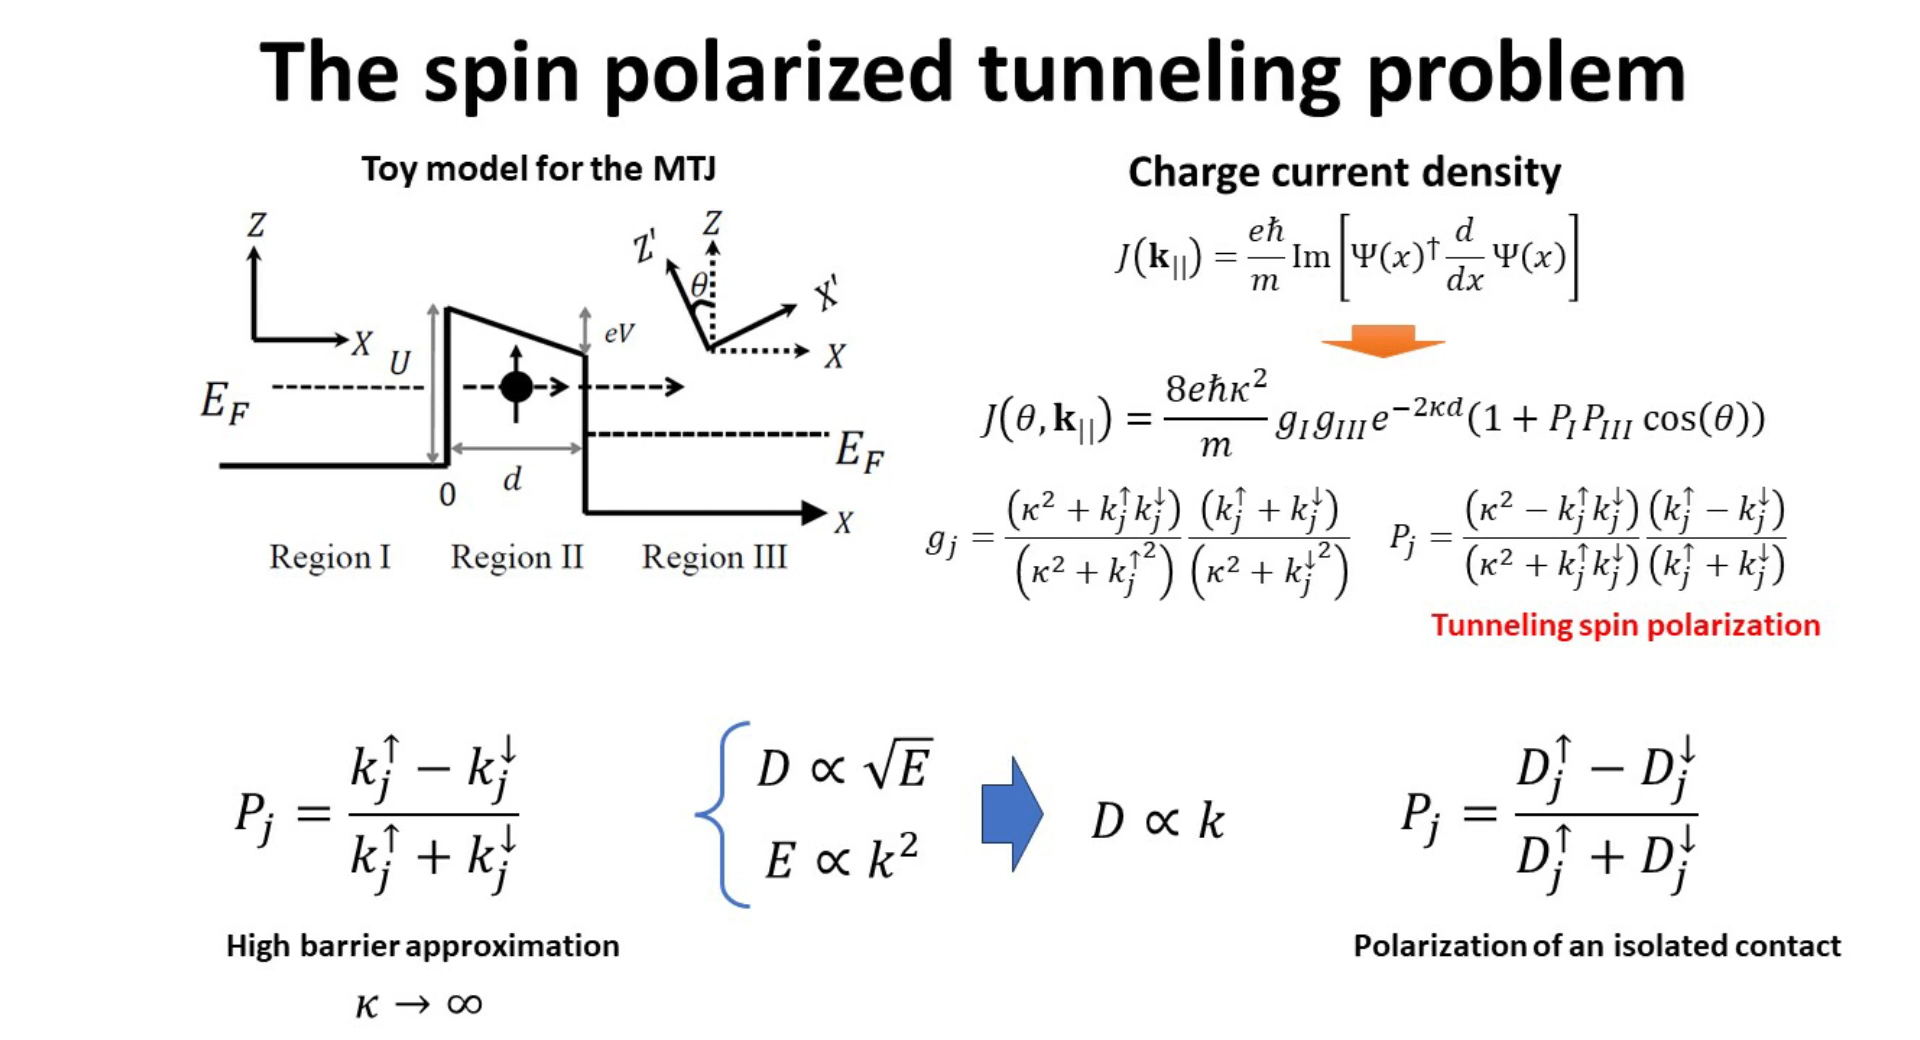 The spin polarized tunneling problem
Toy model for the MTJ
Z
X
U
E_F
0
d
eV
Z'
Z
θ
X'
X
E_F
X
Region I Region II Region III
Charge current density
J(𝐤_||) = eħ/m Im[Ψ(x)† d/dx Ψ(x)]
J(θ, 𝐤_||) = 8eħκ²/m g_I g_III e^{−2κd}(1 + P_I P_III cos(θ))
g_j = (κ² + k_j^↑ k_j^↓)(k_j^↑ + k_j^↓) / (κ² + k_j^↑²)(κ² + k_j^↓²)
P_j = (κ² − k_j^↑ k_j^↓)(k_j^↑ − k_j^↓) / (κ² + k_j^↑ k_j^↓)(k_j^↑ + k_j^↓)
Tunneling spin polarization
P_j = (k_j^↑ − k_j^↓) / (k_j^↑ + k_j^↓)
High barrier approximation
κ → ∞
D ∝ √E
E ∝ k²
D ∝ k
P_j = (D_j^↑ − D_j^↓) / (D_j^↑ + D_j^↓)
Polarization of an isolated contact